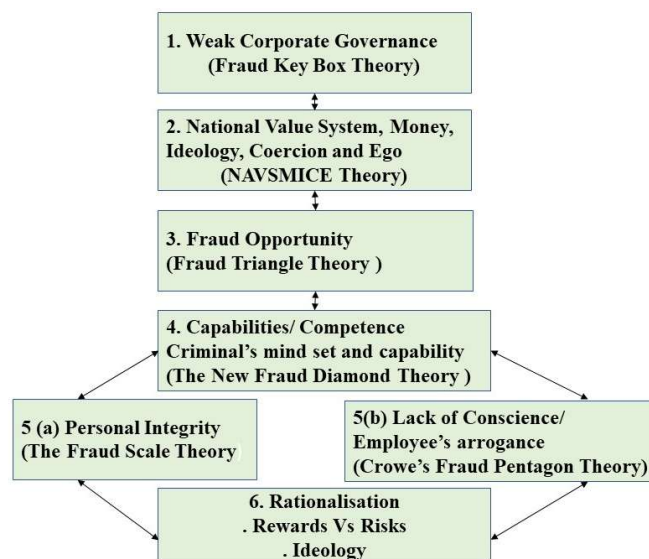 1. Weak Corporate Governance
(Fraud Key Box Theory)
2. National Value System, Money,
Ideology, Coercion and Ego
(NAVSMICE Theory)
3. Fraud Opportunity
(Fraud Triangle Theory )
4. Capabilities/ Competence
Criminal's mind set and capability
(The New Fraud Diamond Theory )
5 (a) Personal Integrity
(The Fraud Scale Theory)
5(b) Lack of Conscience/
Employee's arrogance
(Crowe's Fraud Pentagon Theory)
6. Rationalisation
. Rewards Vs Risks
. Ideology